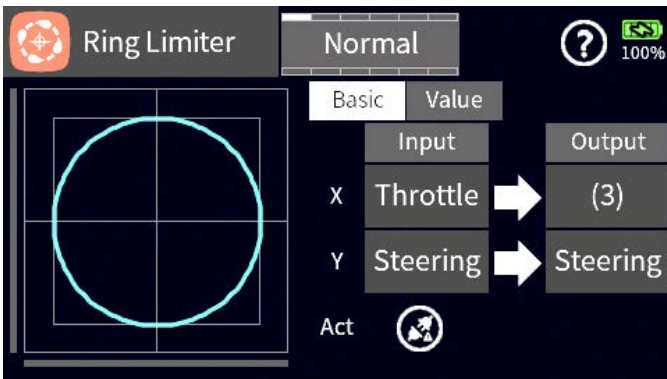 Ring Limiter
Normal
?
100%
Basic
Value
Input
Output
X
Throttle
(3)
Y
Steering
Steering
Act